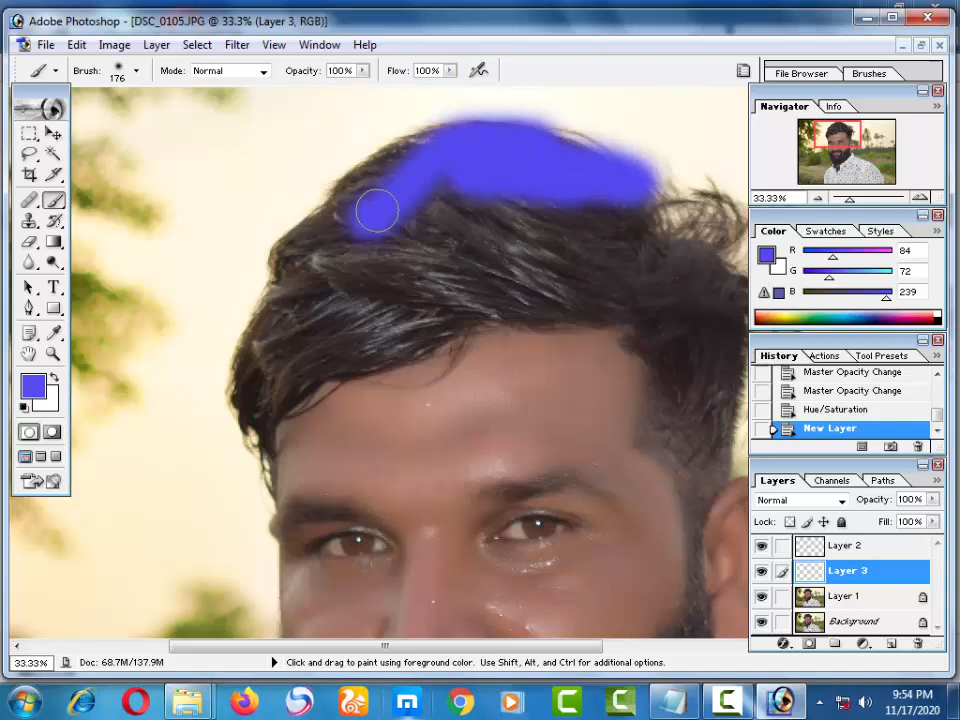 Adobe Photoshop - [DSC_0105.JPG @ 33.3% (Layer 3, RGB)]
File Edit Image Layer Select Filter View Window Help
Brush: 176 Mode: Normal Opacity: 100% Flow: 100% File Browser Brushes
Navigator Info
33.33%
Color Swatches Styles
R 84
G 72
B 239
History Actions Tool Presets
Master Opacity Change
Master Opacity Change
Hue/Saturation
New Layer
Layers Channels Paths
Normal Opacity: 100%
Lock: Fill: 100%
Layer 2
Layer 3
Layer 1
Background
33.33% Doc: 68.7M/137.9M Click and drag to paint using foreground color. Use Shift, Alt, and Ctrl for additional options.
9:54 PM
11/17/2020